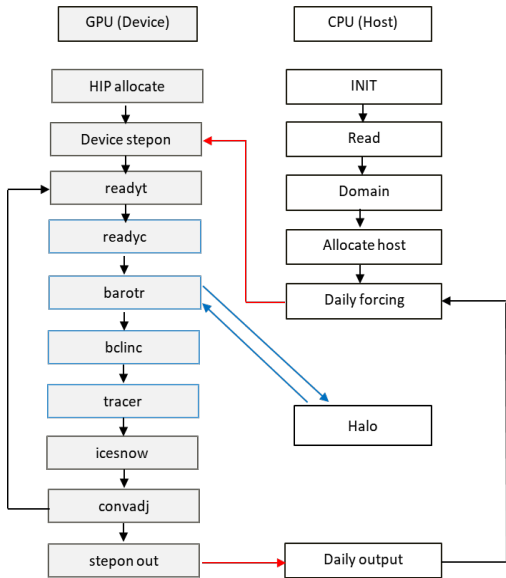 GPU (Device)
CPU (Host)
HIP allocate
INIT
Device stepon
Read
readyt
Domain
readyc
Allocate host
barotr
Daily forcing
bclinc
tracer
Halo
icesnow
convadj
stepon out
Daily output